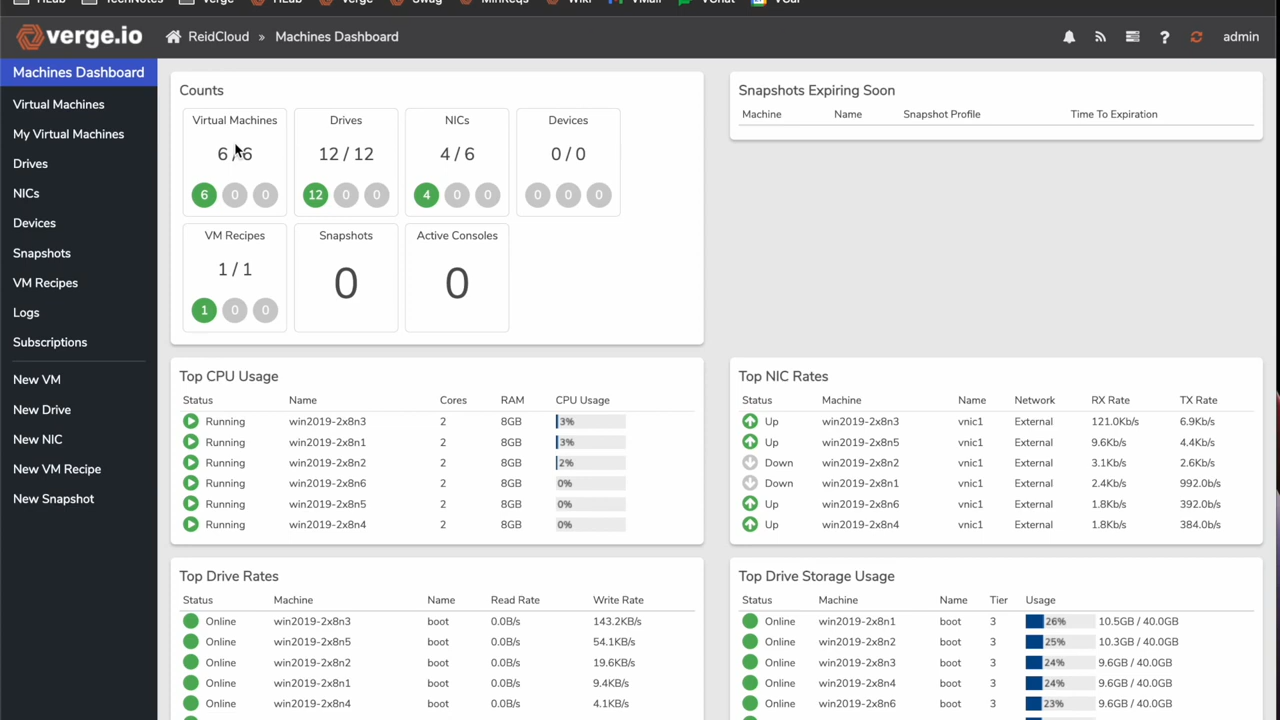 HLab TechNotes Verge HLab Verge Swag MinReqs Wiki VMail VChat VCal
verge.io ReidCloud » Machines Dashboard ? admin
Machines Dashboard
Virtual Machines
My Virtual Machines
Drives
NICs
Devices
Snapshots
VM Recipes
Logs
Subscriptions
New VM
New Drive
New NIC
New VM Recipe
New Snapshot
Counts
Virtual Machines Drives NICs Devices
6 / 6 12 / 12 4 / 6 0 / 0
6 0 0 12 0 0 4 0 0 0 0 0
VM Recipes Snapshots Active Consoles
1 / 1 0 0
1 0 0
Snapshots Expiring Soon
Machine Name Snapshot Profile Time To Expiration
Top CPU Usage
Status Name Cores RAM CPU Usage
Running win2019-2x8n3 2 8GB 3%
Running win2019-2x8n1 2 8GB 3%
Running win2019-2x8n2 2 8GB 2%
Running win2019-2x8n6 2 8GB 0%
Running win2019-2x8n5 2 8GB 0%
Running win2019-2x8n4 2 8GB 0%
Top NIC Rates
Status Machine Name Network RX Rate TX Rate
Up win2019-2x8n3 vnic1 External 121.0Kb/s 6.9Kb/s
Up win2019-2x8n5 vnic1 External 9.6Kb/s 4.4Kb/s
Down win2019-2x8n2 vnic1 External 3.1Kb/s 2.6Kb/s
Down win2019-2x8n1 vnic1 External 2.4Kb/s 992.0b/s
Up win2019-2x8n6 vnic1 External 1.8Kb/s 392.0b/s
Up win2019-2x8n4 vnic1 External 1.8Kb/s 384.0b/s
Top Drive Rates
Status Machine Name Read Rate Write Rate
Online win2019-2x8n3 boot 0.0B/s 143.2KB/s
Online win2019-2x8n5 boot 0.0B/s 54.1KB/s
Online win2019-2x8n2 boot 0.0B/s 19.6KB/s
Online win2019-2x8n1 boot 0.0B/s 9.4KB/s
Online win2019-2x8n4 boot 0.0B/s 4.1KB/s
Top Drive Storage Usage
Status Machine Name Tier Usage
Online win2019-2x8n1 boot 3 26% 10.5GB / 40.0GB
Online win2019-2x8n2 boot 3 25% 10.3GB / 40.0GB
Online win2019-2x8n3 boot 3 24% 9.6GB / 40.0GB
Online win2019-2x8n4 boot 3 24% 9.6GB / 40.0GB
Online win2019-2x8n6 boot 3 23% 9.6GB / 40.0GB